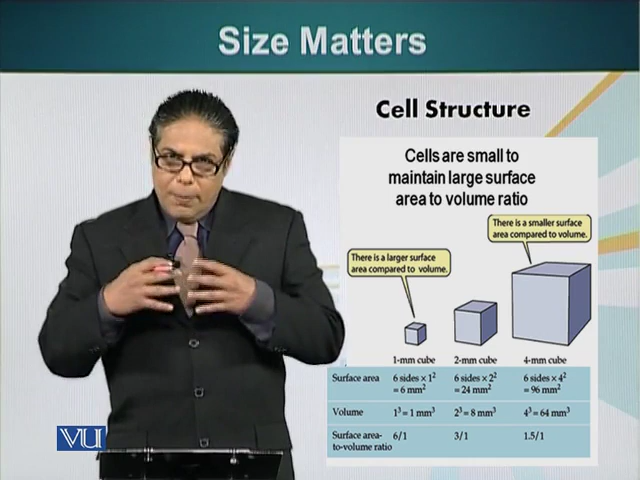 Size Matters
Cell Structure
Cells are small to
maintain large surface
area to volume ratio
There is a smaller surface
area compared to volume.
There is a larger surface
area compared to volume.
1-mm cube 2-mm cube 4-mm cube
Surface area 6 sides × 1² 6 sides × 2² 6 sides × 4²
= 6 mm² = 24 mm² = 96 mm²
Volume 1³ = 1 mm³ 2³ = 8 mm³ 4³ = 64 mm³
Surface area-
to-volume ratio 6/1 3/1 1.5/1
VU